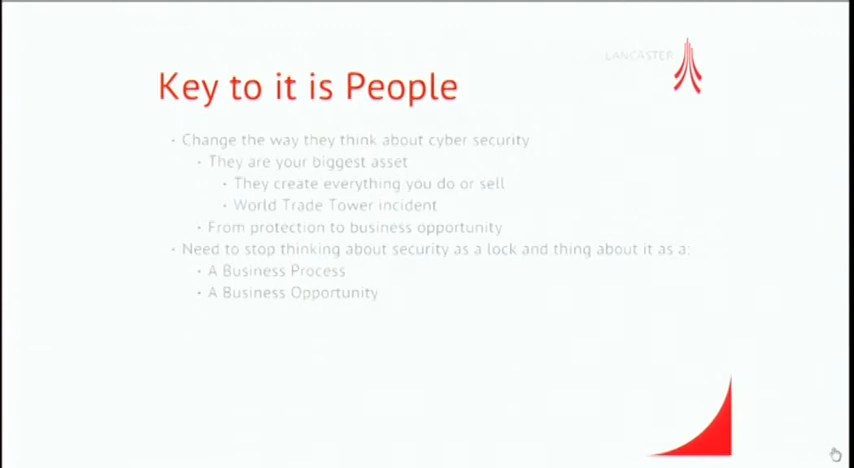 LANCASTER
Key to it is People
· Change the way they think about cyber security
· They are your biggest asset
· They create everything you do or sell
· World Trade Tower incident
· From protection to business opportunity
· Need to stop thinking about security as a lock and thing about it as a:
· A Business Process
· A Business Opportunity